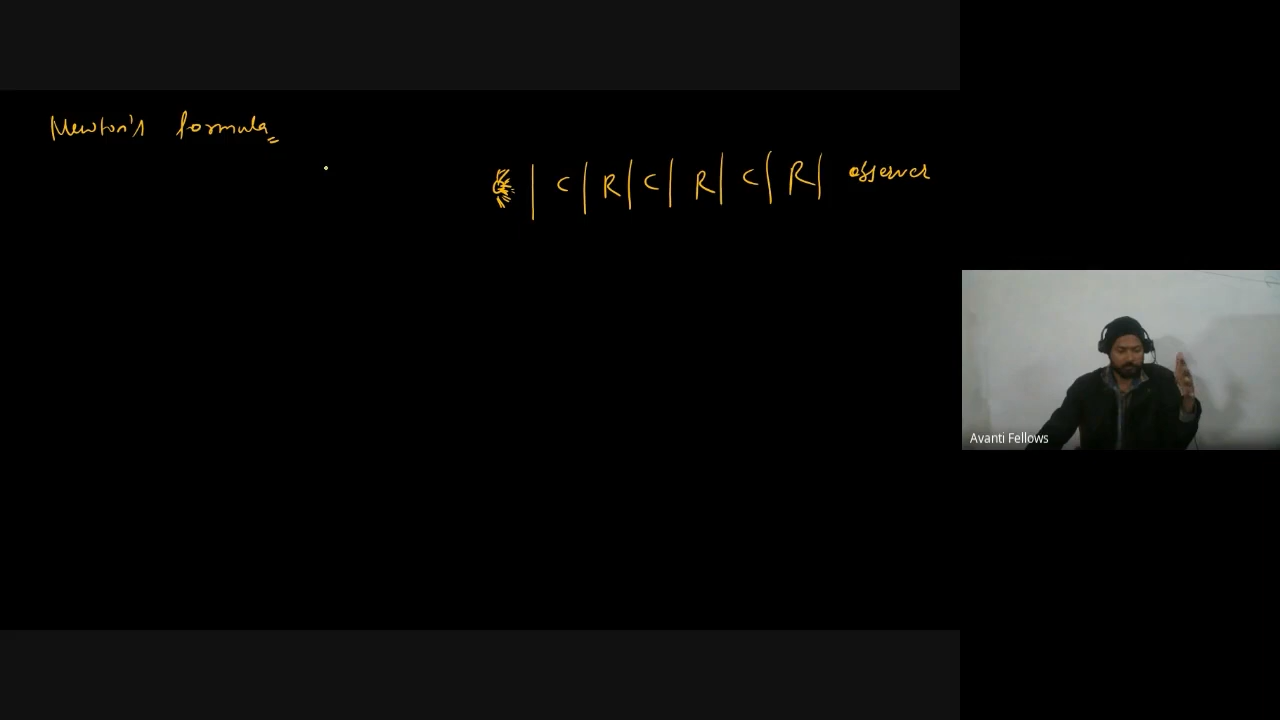 Newton's formula
C | R | C | R | C | R | observer
Avanti Fellows